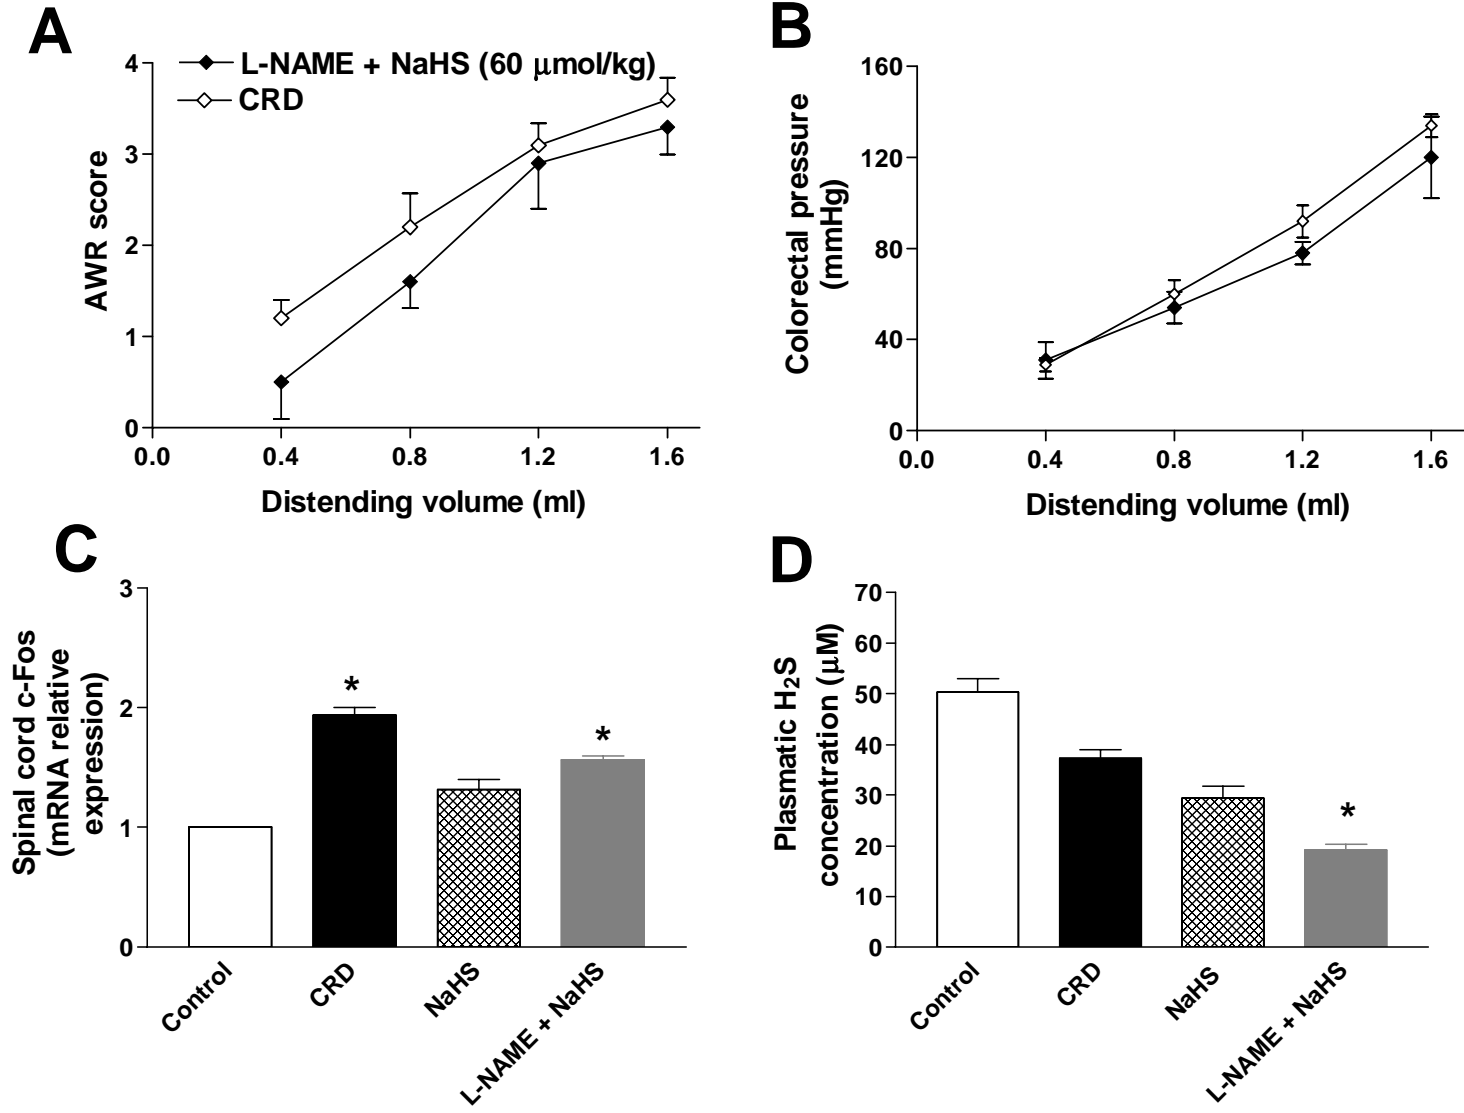 A
L-NAME + NaHS (60 μmol/kg)
CRD
4
3
2
1
0
AWR score
0.0 0.4 0.8 1.2 1.6
Distending volume (ml)
B
160
120
80
40
0
Colorectal pressure
(mmHg)
0.0 0.4 0.8 1.2 1.6
Distending volume (ml)
C
3
2
1
0
Spinal cord c-Fos
(mRNA relative
expression)
*
*
Control
CRD
NaHS
L-NAME + NaHS
D
70
60
50
40
30
20
10
0
Plasmatic H₂S
concentration (μM)
*
Control
CRD
NaHS
L-NAME + NaHS